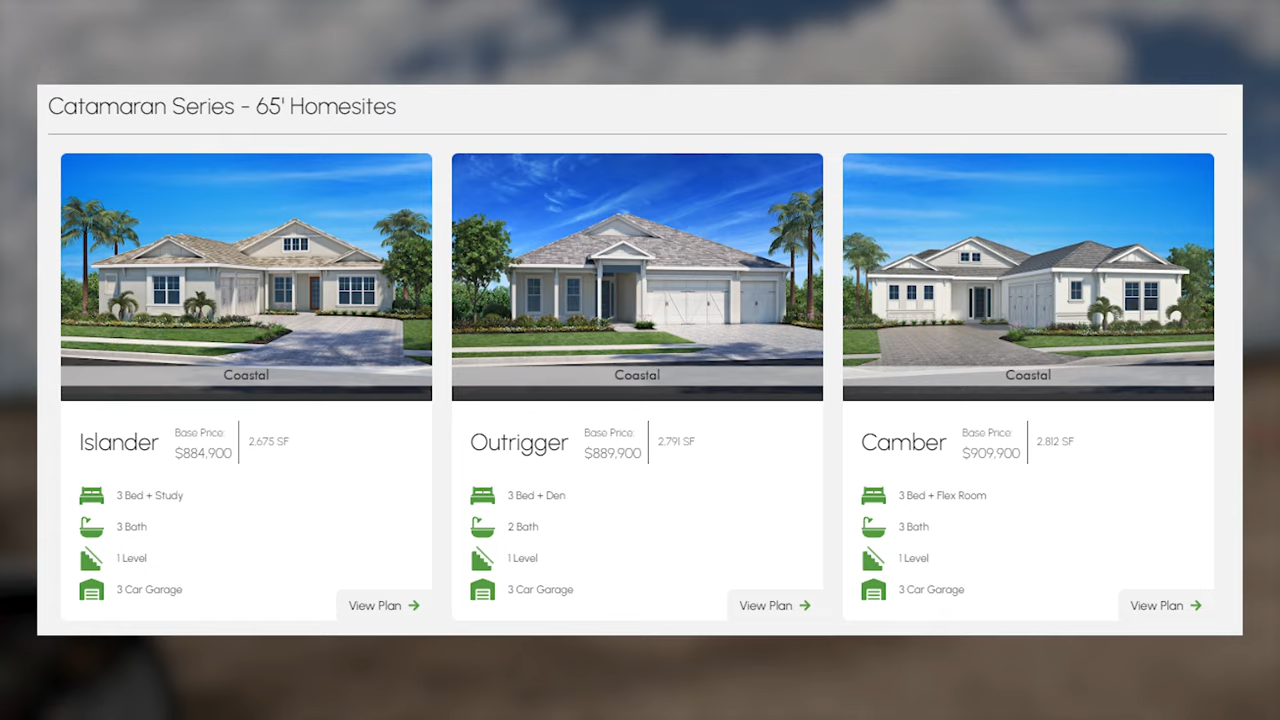 Catamaran Series - 65' Homesites
Coastal
Islander
Base Price:
$884,900
2,675 SF
3 Bed + Study
3 Bath
1 Level
3 Car Garage
View Plan
Coastal
Outrigger
Base Price:
$889,900
2,791 SF
3 Bed + Den
2 Bath
1 Level
3 Car Garage
View Plan
Coastal
Camber
Base Price:
$909,900
2,812 SF
3 Bed + Flex Room
3 Bath
1 Level
3 Car Garage
View Plan